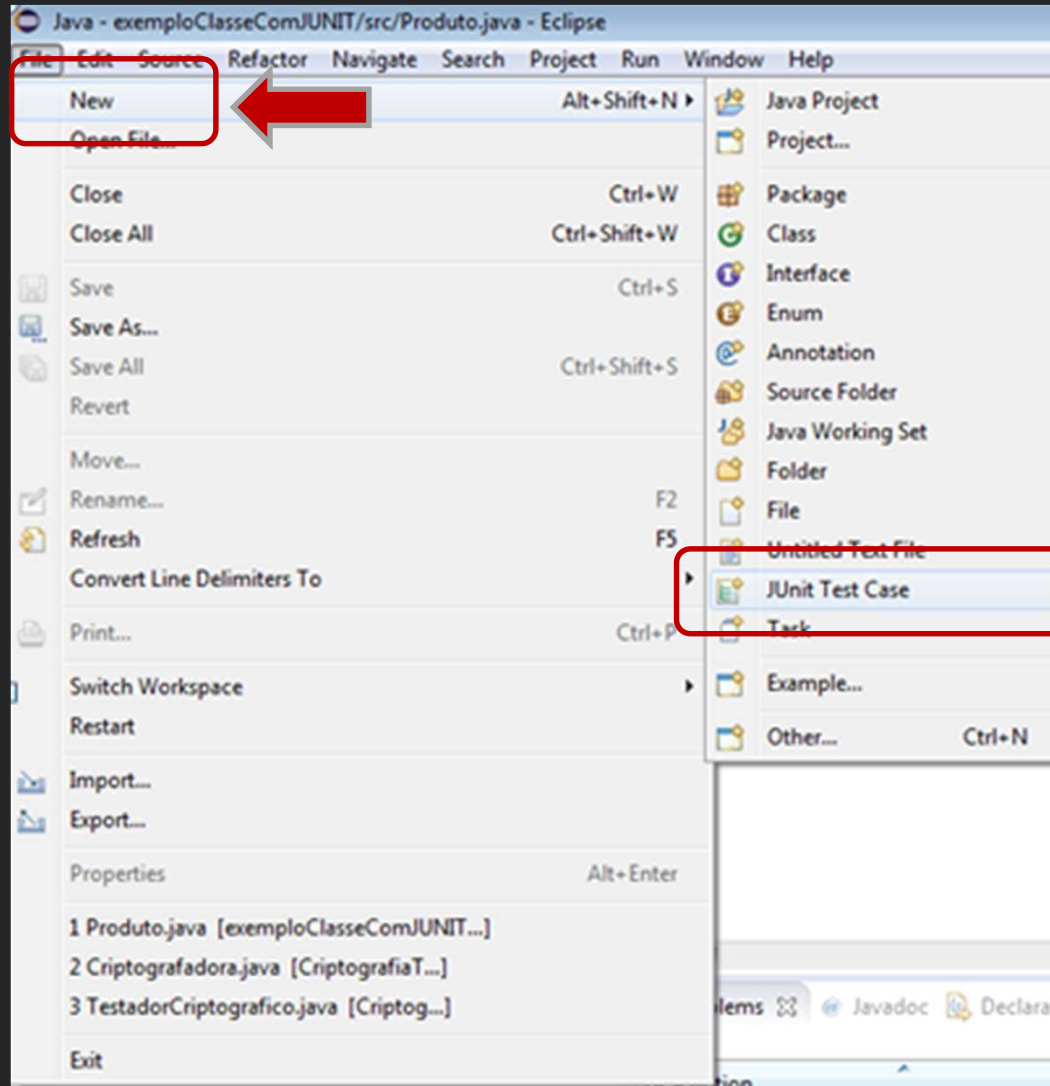 Java - exemploClasseComJUNIT/src/Produto.java - Eclipse
File Edit Source Refactor Navigate Search Project Run Window Help
New Alt+Shift+N
Open File...
Close Ctrl+W
Close All Ctrl+Shift+W
Save Ctrl+S
Save As...
Save All Ctrl+Shift+S
Revert
Move...
Rename... F2
Refresh F5
Convert Line Delimiters To
Print... Ctrl+P
Switch Workspace
Restart
Import...
Export...
Properties Alt+Enter
1 Produto.java [exemploClasseComJUNIT...]
2 Criptografadora.java [CriptografiaT...]
3 TestadorCriptografico.java [Criptog...]
Exit
Java Project
Project...
Package
Class
Interface
Enum
Annotation
Source Folder
Java Working Set
Folder
File
Untitled Text File
JUnit Test Case
Task
Example...
Other... Ctrl+N
lems Javadoc Declara
tion